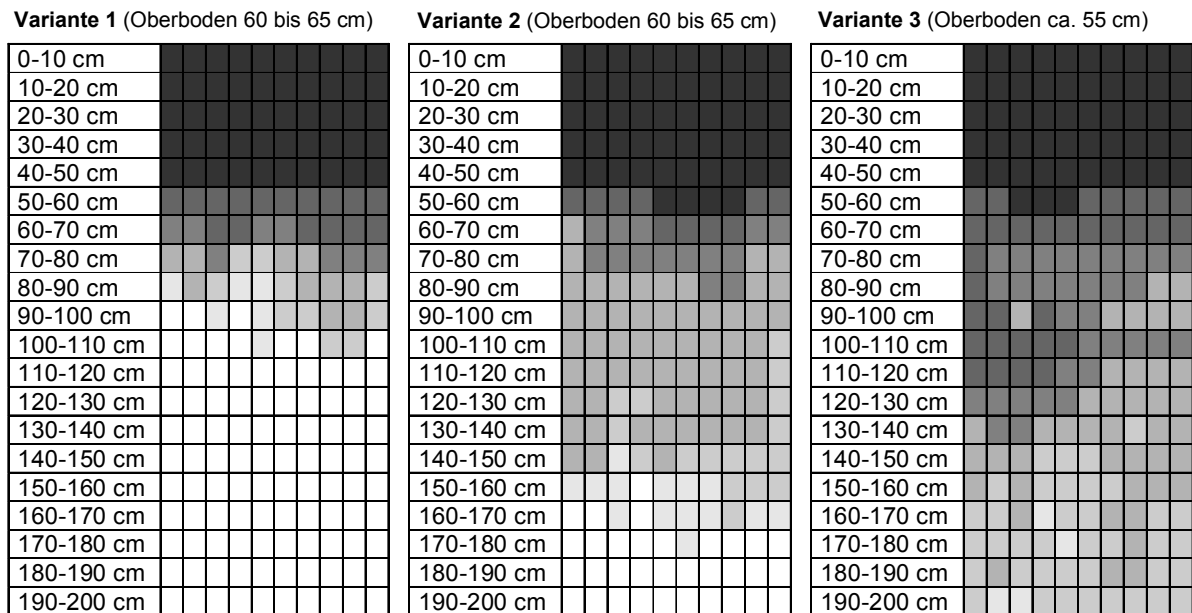 Variante 1 (Oberboden 60 bis 65 cm)
0-10 cm
10-20 cm
20-30 cm
30-40 cm
40-50 cm
50-60 cm
60-70 cm
70-80 cm
80-90 cm
90-100 cm
100-110 cm
110-120 cm
120-130 cm
130-140 cm
140-150 cm
150-160 cm
160-170 cm
170-180 cm
180-190 cm
190-200 cm
Variante 2 (Oberboden 60 bis 65 cm)
0-10 cm
10-20 cm
20-30 cm
30-40 cm
40-50 cm
50-60 cm
60-70 cm
70-80 cm
80-90 cm
90-100 cm
100-110 cm
110-120 cm
120-130 cm
130-140 cm
140-150 cm
150-160 cm
160-170 cm
170-180 cm
180-190 cm
190-200 cm
Variante 3 (Oberboden ca. 55 cm)
0-10 cm
10-20 cm
20-30 cm
30-40 cm
40-50 cm
50-60 cm
60-70 cm
70-80 cm
80-90 cm
90-100 cm
100-110 cm
110-120 cm
120-130 cm
130-140 cm
140-150 cm
150-160 cm
160-170 cm
170-180 cm
180-190 cm
190-200 cm